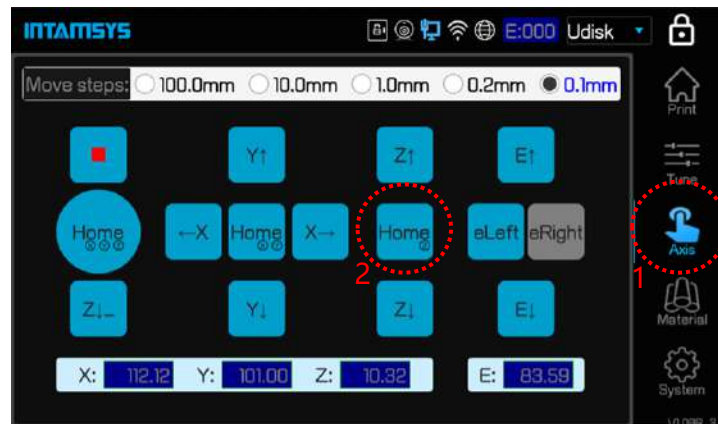 INTAMSYS E:000 Udisk
Move steps: 100.0mm 10.0mm 1.0mm 0.2mm 0.1mm
Print
Y↑ Z↑ E↑
Tune
Home ←X Home X→ Home eLeft eRight
Axis
2 1
Z↓_ Y↓ Z↓ E↓
Material
X: 112.12 Y: 101.00 Z: 10.32 E: 83.59
System